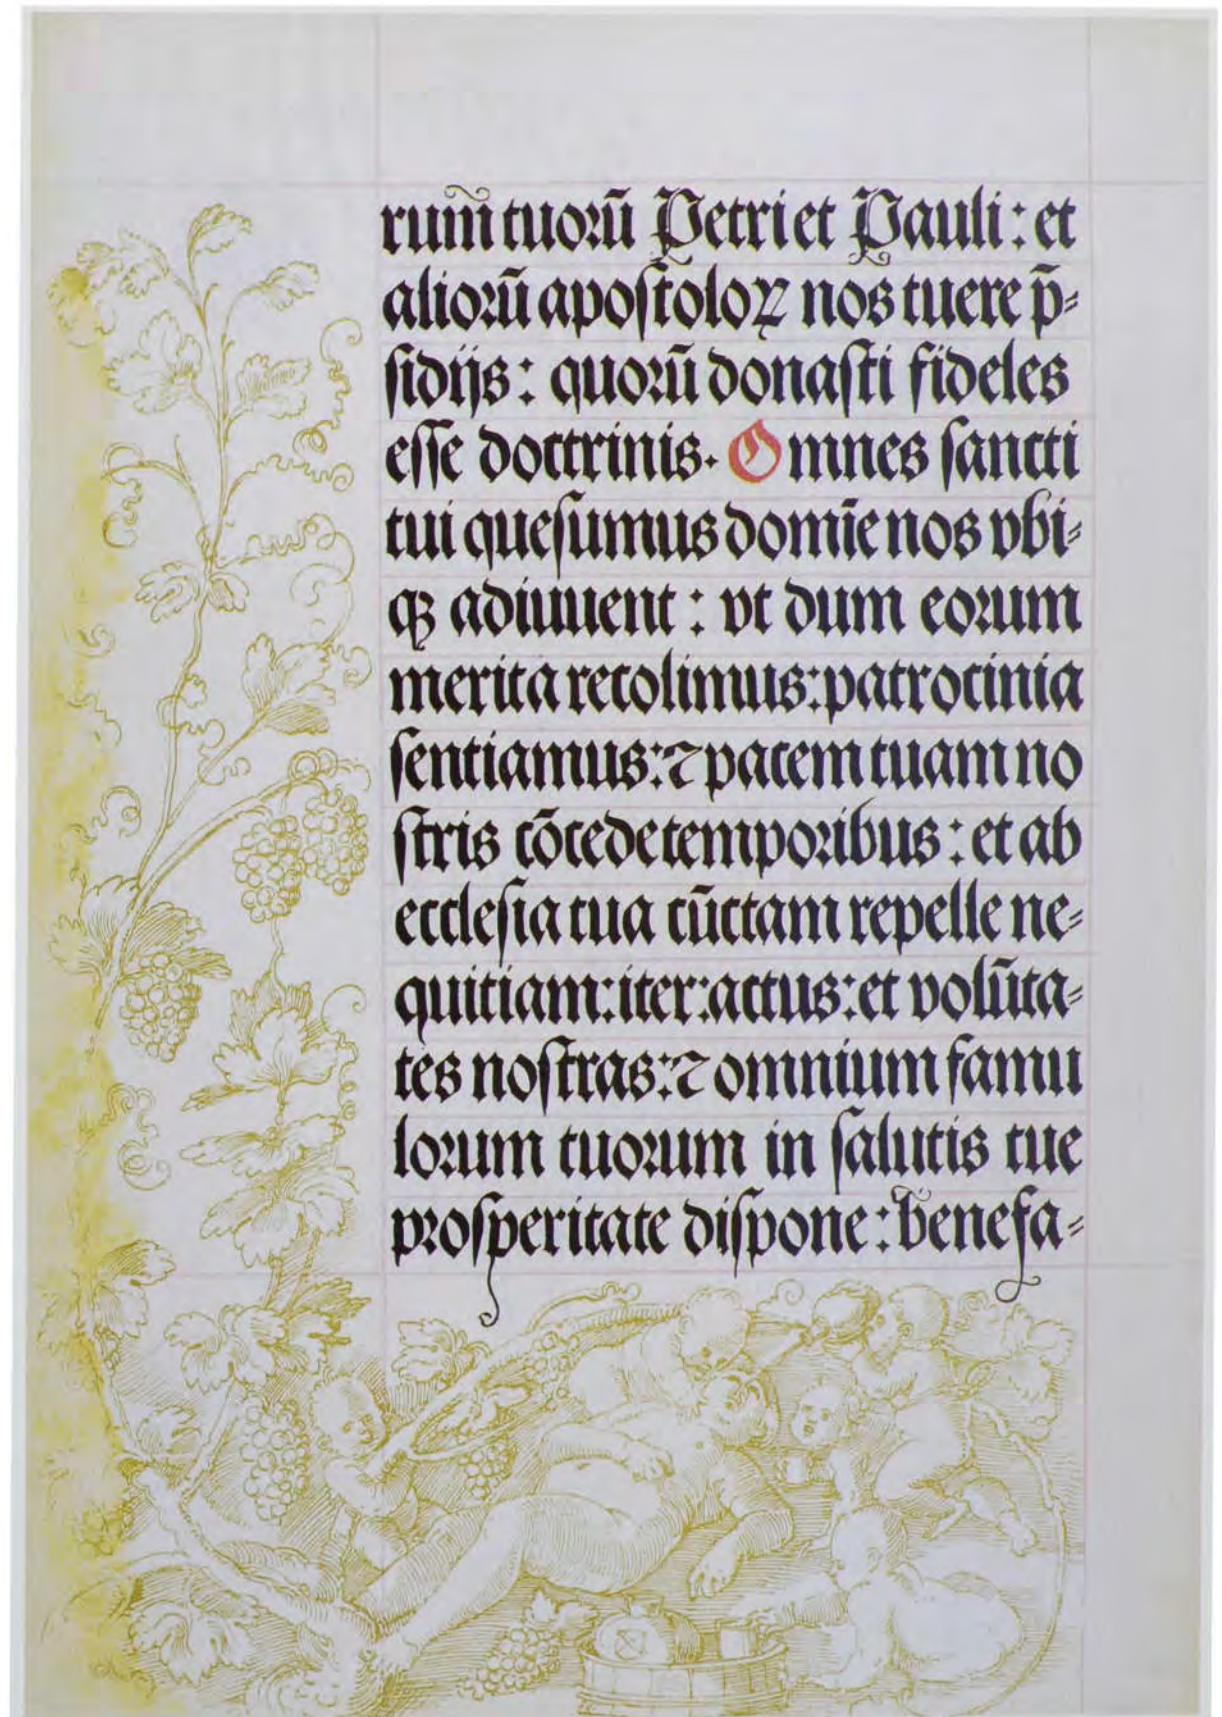 rum̃ tuorū Petri et Pauli : et
aliorū apoſtoloꝝ nos tuere p̄⸗
ſidijs : quorū donaſti fideles
eſſe doctrinis. Omnes sancti
tui queſumus domīe nos vbi⸗
qꝫ adiuuent : vt dum eorum
merita recolimus : patrocinia
ſentiamus : ⁊ pacem tuam no
ſtris cōcede temporibus : et ab
eccleſia tua cūctam repelle ne⸗
quitiam : iter : actus : et volūta⸗
tes noſtras : ⁊ omnium famu
lorum tuorum in ſalutis tue
proſperitate diſpone : benefa⸗